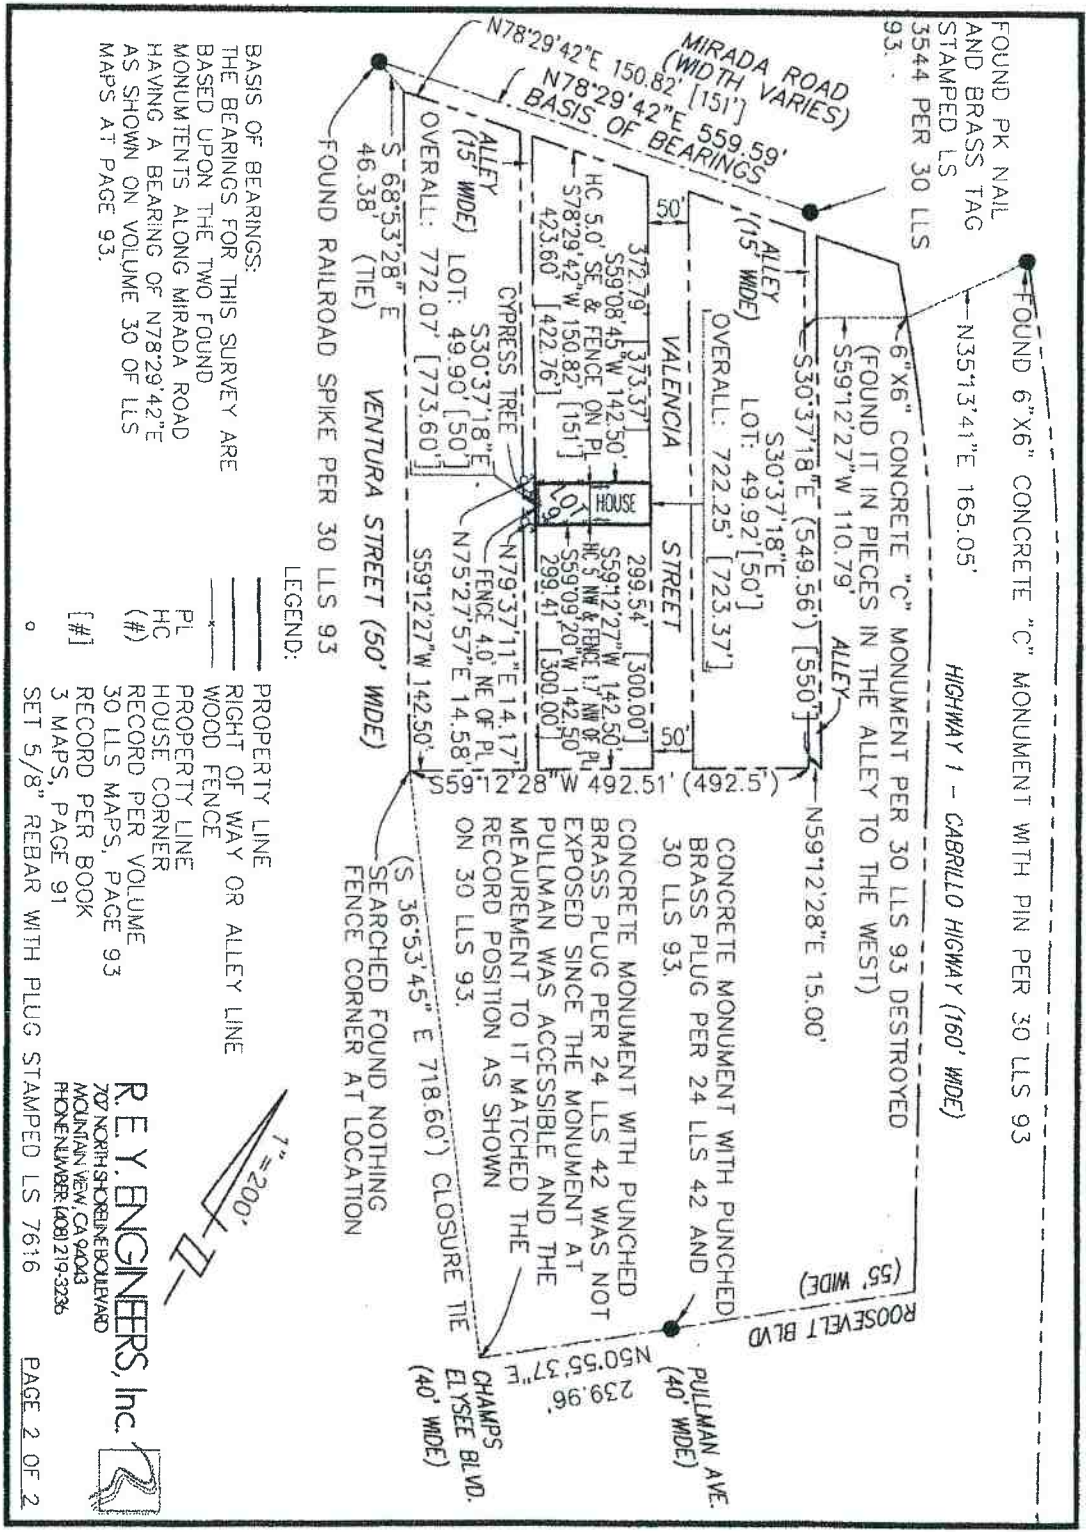 FOUND PK NAIL
AND BRASS TAG
STAMPED LS
3544 PER 30 LLS
93.
FOUND 6"X6" CONCRETE "C" MONUMENT WITH PIN PER 30 LLS 93
N35°13'41"E 165.05'
HIGHWAY 1 - CABRILLO HIGWAY (160' WIDE)
6"X6" CONCRETE "C" MONUMENT PER 30 LLS 93 DESTROYED
(FOUND IT IN PIECES IN THE ALLEY TO THE WEST)
S59°12'27"W 110.79'
ALLEY
N59°12'28"E 15.00'
S30°37'18"E (549.56') [550']
ALLEY
(15' WIDE)
S30°37'18"E
LOT: 49.92' [50']
OVERALL: 722.25' [723.37']
MIRADA ROAD
(WIDTH VARIES)
N78°29'42"E 559.59'
BASIS OF BEARINGS
N78°29'42"E 150.82' [151']
50'
VALENCIA STREET
50'
372.79' [373.37']
S59°08'45"W 142.50'
HC 5.0' SE & FENCE ON PL
S78°29'42"W 150.82' [151']
423.60' [422.76']
HOUSE
LOT 9
299.54' [300.00']
S59°12'27"W 142.50'
HC 5' NW & FENCE 1.7' NW OF PL
S59°09'20"W 142.50'
299.41' [300.00']
ALLEY
(15' WIDE)
CYPRESS TREE
S30°37'18"E
LOT: 49.90' [50']
OVERALL: 772.07' [773.60']
N79°37'11"E 14.17'
FENCE 4.0' NE OF PL
N75°27'57"E 14.58'
S59°12'27"W 142.50'
S59°12'28"W 492.51' (492.5')
S 68°53'28" E
46.38' (TIE)
VENTURA STREET (50' WIDE)
FOUND RAILROAD SPIKE PER 30 LLS 93
CONCRETE MONUMENT WITH PUNCHED
BRASS PLUG PER 24 LLS 42 AND
30 LLS 93.
CONCRETE MONUMENT WITH PUNCHED
BRASS PLUG PER 24 LLS 42 WAS NOT
EXPOSED SINCE THE MONUMENT AT
PULLMAN WAS ACCESSIBLE AND THE
MEAUREMENT TO IT MATCHED THE
RECORD POSITION AS SHOWN
ON 30 LLS 93.
(S 36°53'45" E 718.60') CLOSURE TIE
SEARCHED FOUND NOTHING
FENCE CORNER AT LOCATION
ROOSEVELT BLVD
(55' WIDE)
PULLMAN AVE.
(40' WIDE)
N50°55'37"E
239.96'
CHAMPS
ELYSEE BLVD.
(40' WIDE)
BASIS OF BEARINGS:
THE BEARINGS FOR THIS SURVEY ARE
BASED UPON THE TWO FOUND
MONUMTENTS ALONG MIRADA ROAD
HAVING A BEARING OF N78°29'42"E
AS SHOWN ON VOLUME 30 OF LLS
MAPS AT PAGE 93.
LEGEND:
PROPERTY LINE
RIGHT OF WAY OR ALLEY LINE
WOOD FENCE
PL PROPERTY LINE
HC HOUSE CORNER
(#) RECORD PER VOLUME
30 LLS MAPS, PAGE 93
[#] RECORD PER BOOK
3 MAPS, PAGE 91
o SET 5/8" REBAR WITH PLUG STAMPED LS 7616
1"=200'
R. E. Y. ENGINEERS, Inc.
707 NORTH SHORELINE BOULEVARD
MOUNTAIN VIEW, CA 94043
PHONE NUMBER: (408) 219-3236
PAGE 2 OF 2